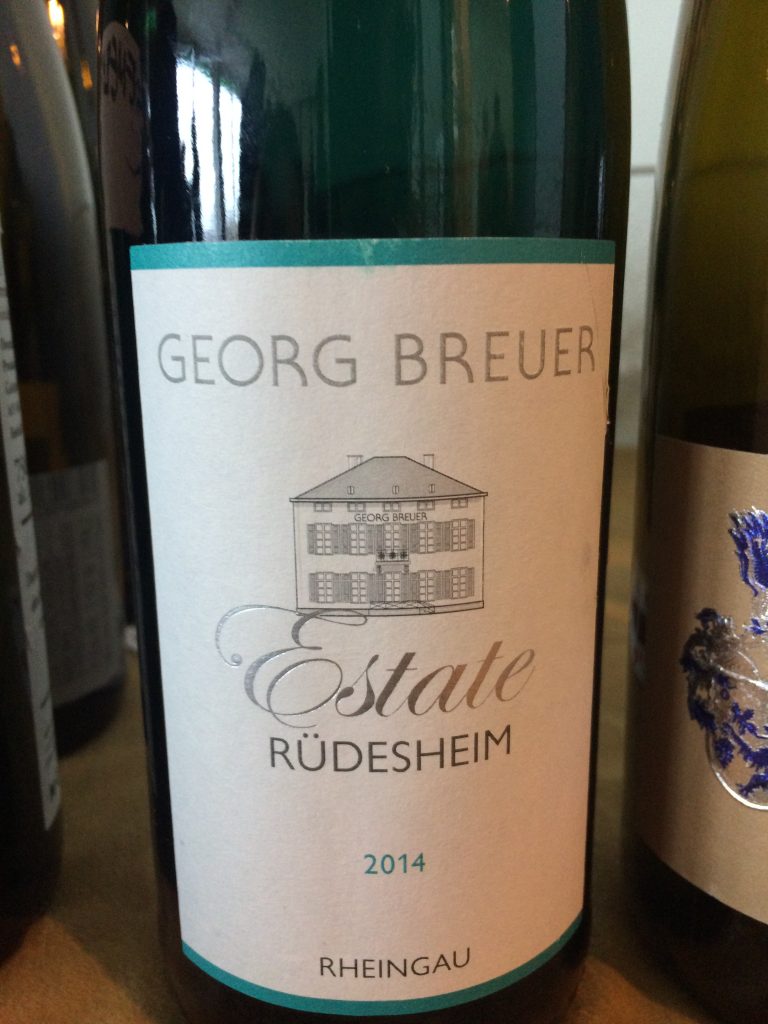 GEORG BREUER
GEORG BREUER
Estate
RÜDESHEIM
2014
RHEINGAU